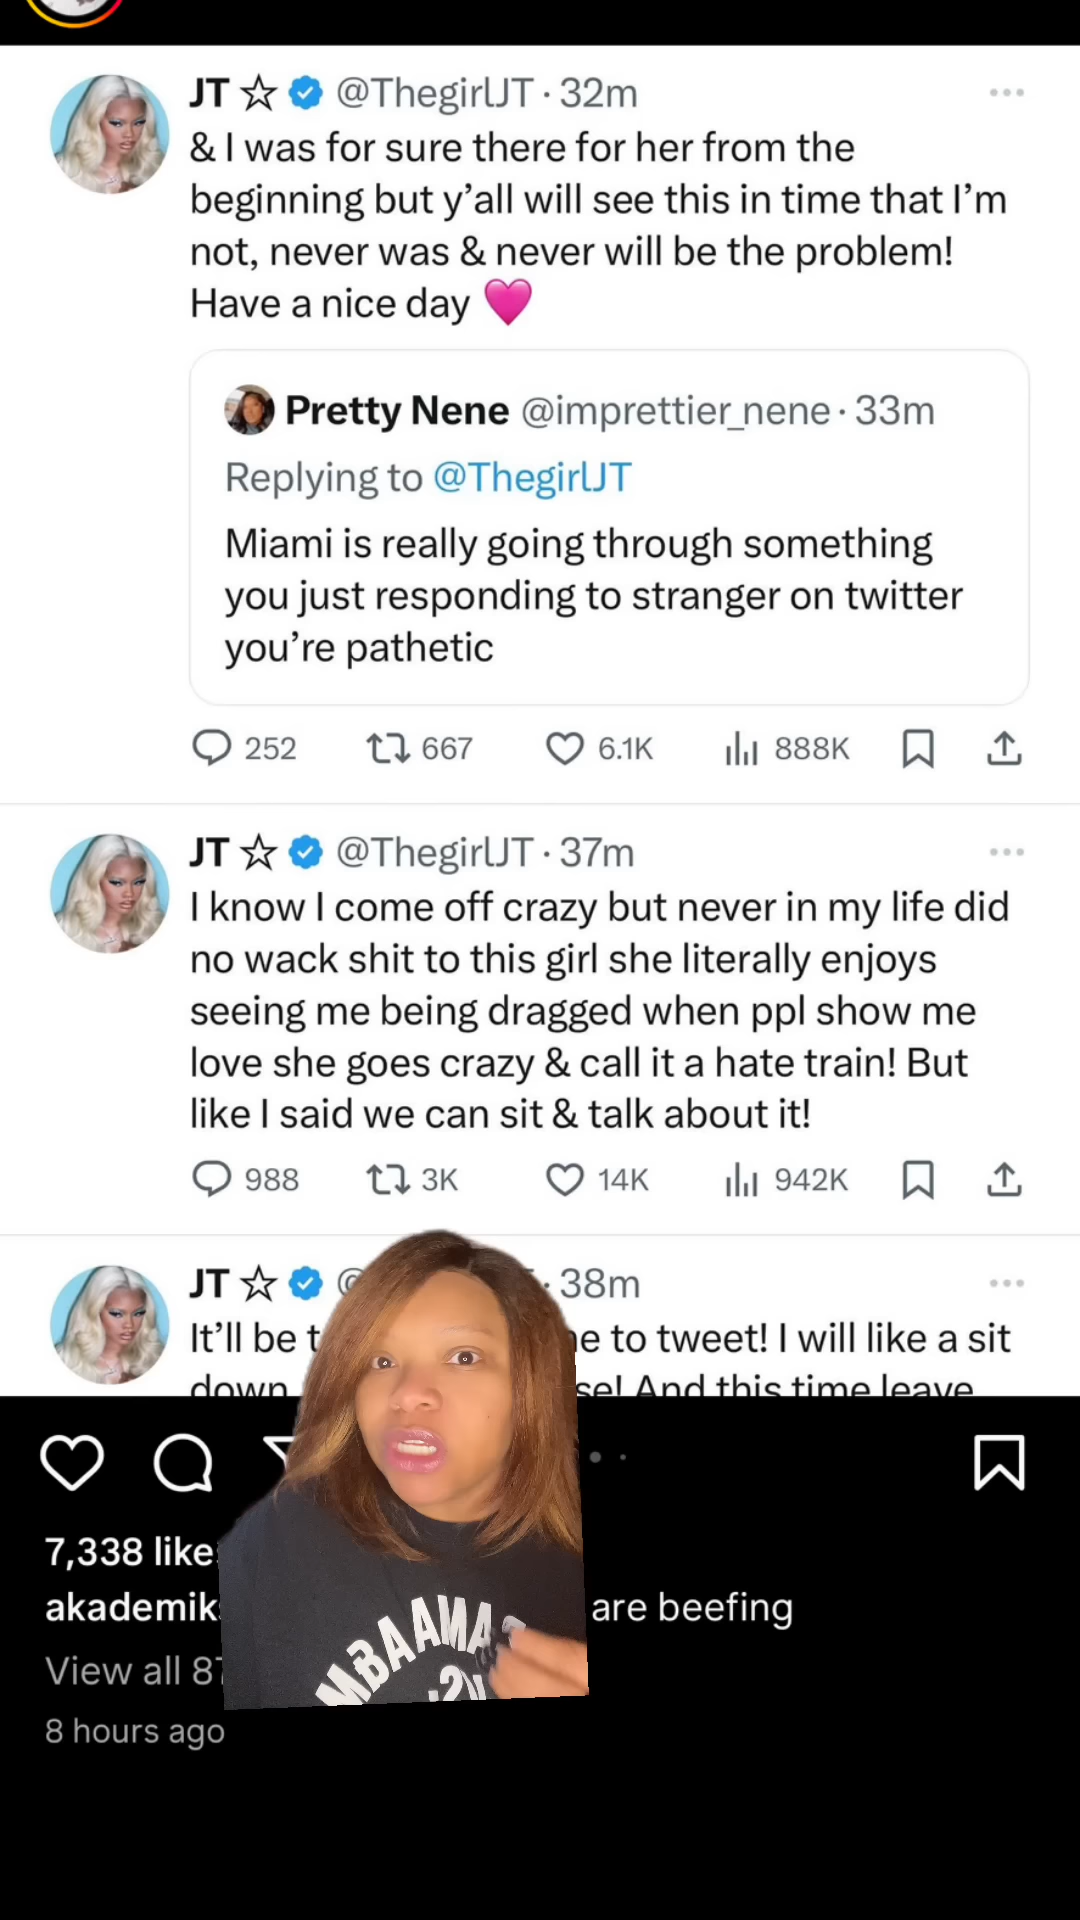 JT ☆ @ThegirlJT · 32m
& I was for sure there for her from the
beginning but y’all will see this in time that I’m
not, never was & never will be the problem!
Have a nice day 🩷
Pretty Nene @imprettier_nene · 33m
Replying to @ThegirlJT
Miami is really going through something
you just responding to stranger on twitter
you’re pathetic
252 667 6.1K 888K
JT ☆ @ThegirlJT · 37m
I know I come off crazy but never in my life did
no wack shit to this girl she literally enjoys
seeing me being dragged when ppl show me
love she goes crazy & call it a hate train! But
like I said we can sit & talk about it!
988 3K 14K 942K
JT ☆ @ · 38m
It’ll be to tweet! I will like a sit
down And this time leave
7,338 like
akademik are beefing
View all 87
8 hours ago